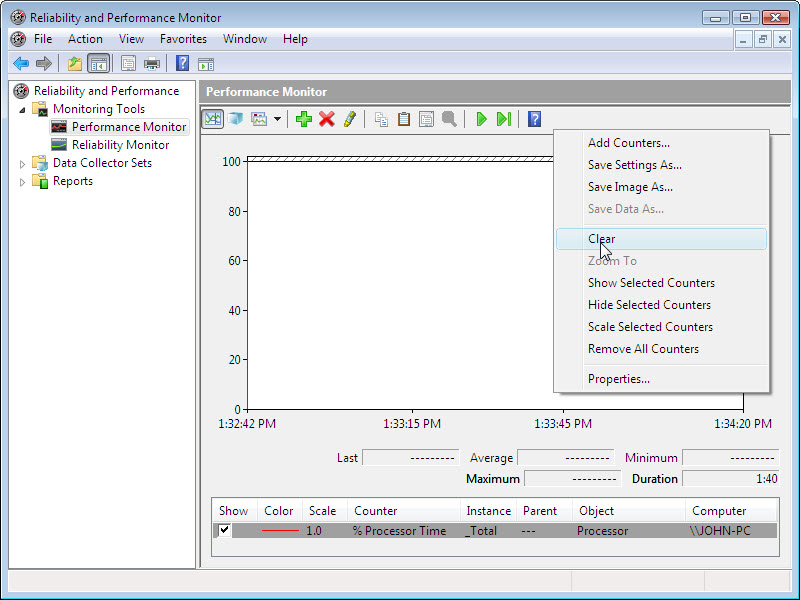 Reliability and Performance Monitor
File Action View Favorites Window Help
Reliability and Performance
Monitoring Tools
Performance Monitor
Reliability Monitor
Data Collector Sets
Reports
Performance Monitor
100
80
60
40
20
0
1:32:42 PM 1:33:15 PM 1:33:45 PM 1:34:20 PM
Add Counters...
Save Settings As...
Save Image As...
Save Data As...
Clear
Zoom To
Show Selected Counters
Hide Selected Counters
Scale Selected Counters
Remove All Counters
Properties...
Last --------- Average --------- Minimum ---------
Maximum --------- Duration 1:40
Show Color Scale Counter Instance Parent Object Computer
1.0 % Processor Time _Total --- Processor \\JOHN-PC